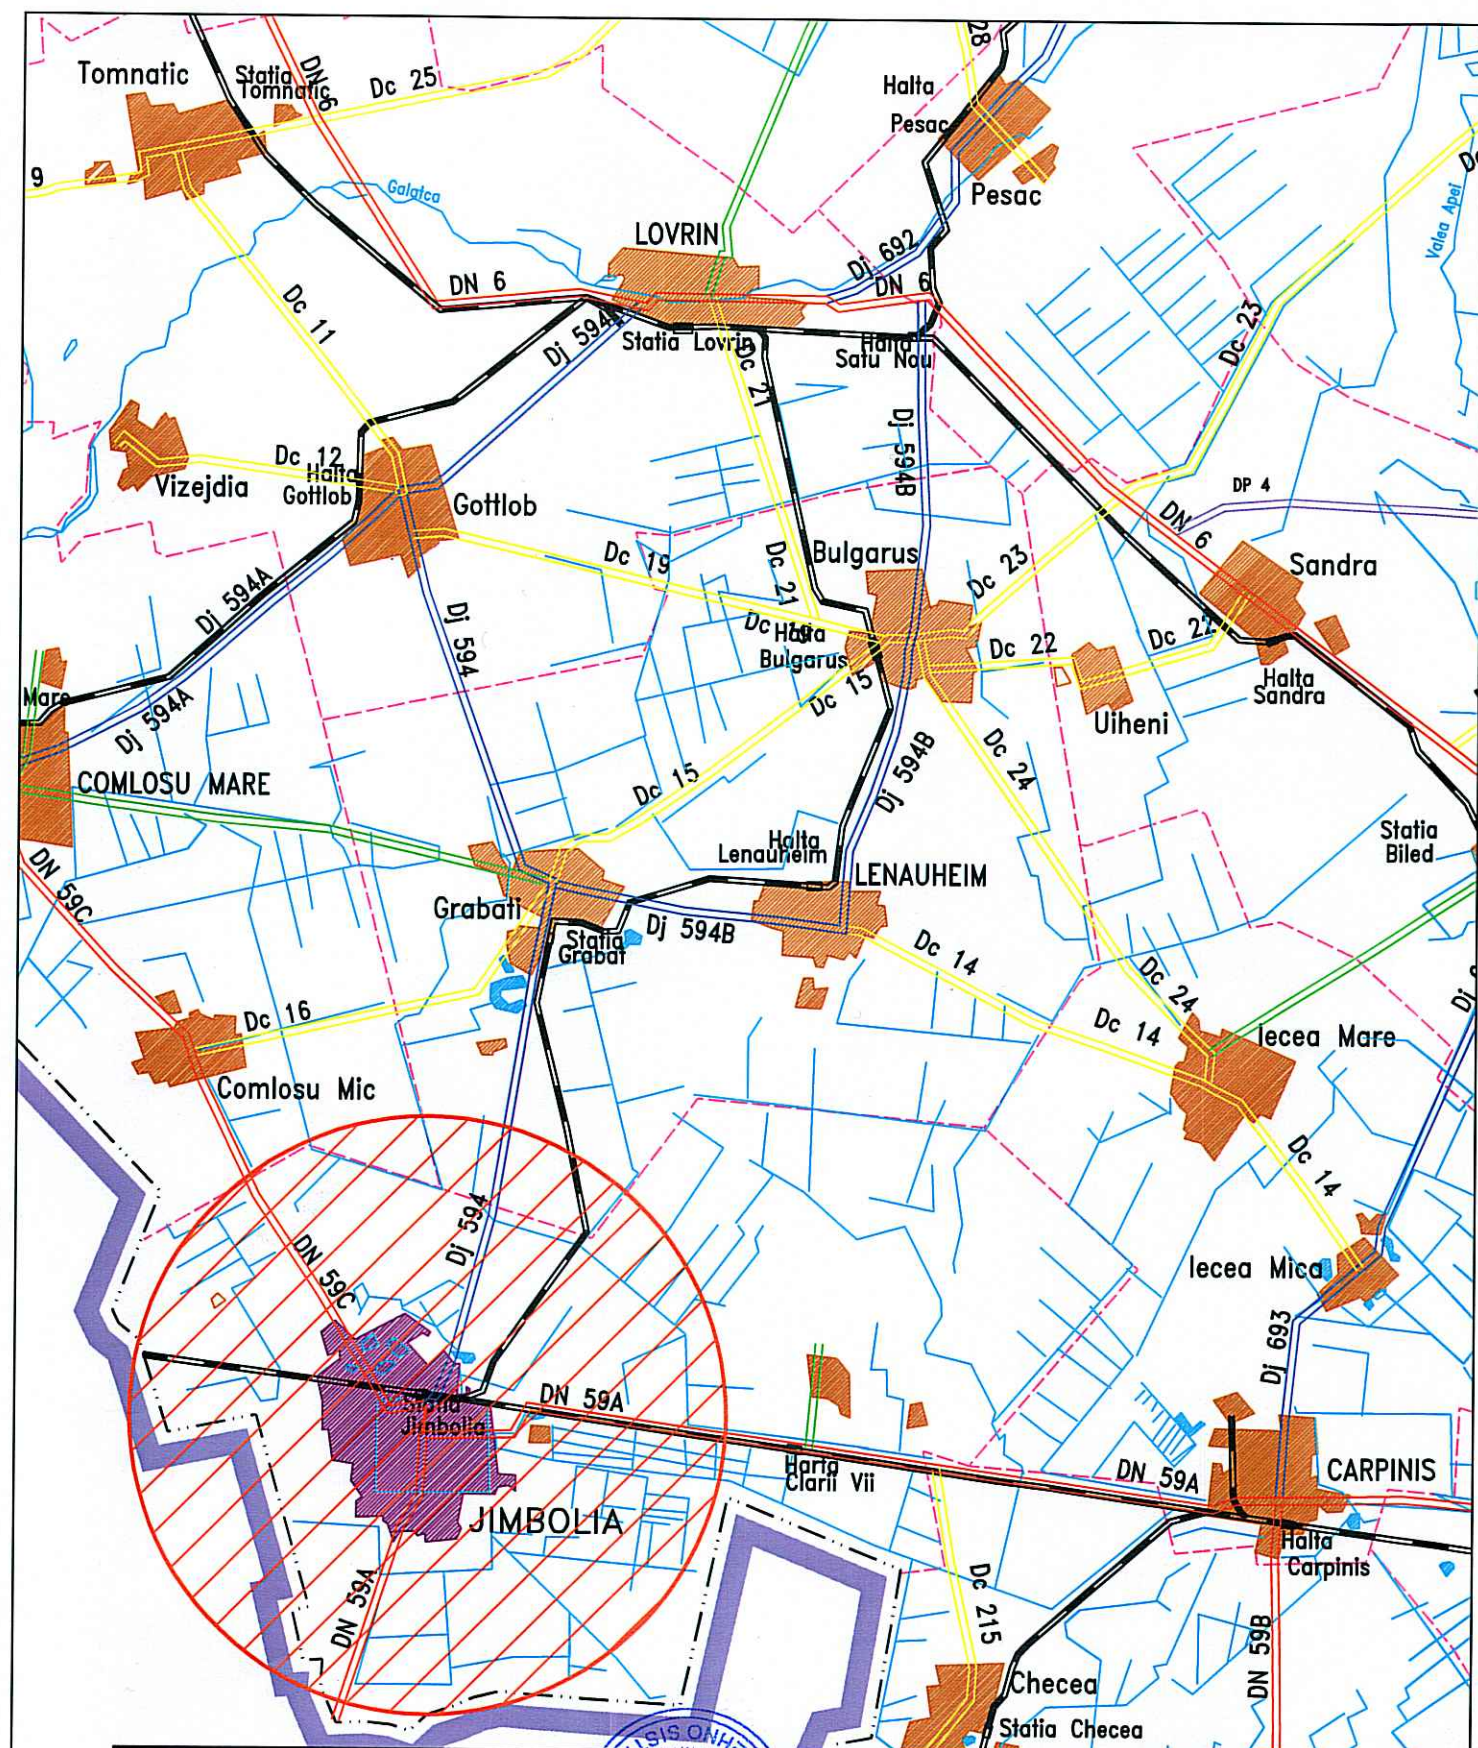 Tomnatic
Statia
Tomnatic
DN 6
Dc 25
28
Halta
Pesac
Pesac
9
Galatca
LOVRIN
Dj 692
Valea Apei
DN 6
DN 6
Dc 11
Dj 594
Statia Lovrin
Dc 21
Halta
Satu Nou
Dc 23
Dj 594B
Vizejdia
Dc 12
Halta
Gottlob
Gottlob
DP 4
DN 6
Dc 19
Dc 21
Bulgarus
Dc 23
Sandra
Dj 594A
Dj 594
Dc 19
Halta
Bulgarus
Dc 22
Dc 22
Halta
Sandra
Mare
Dj 594A
Dc 15
Uiheni
COMLOSU MARE
Dc 15
Dj 594B
Dc 24
Halta
Lenauheim
Statia
Biled
LENAUHEIM
DN 59C
Grabati
Statia
Grabat
Dj 594B
Dc 14
Dc 24
Dc 16
Dc 14
Iecea Mare
Comlosu Mic
Dc 14
Dj 594
DN 59C
Iecea Mica
Dj 693
Statia
Jimbolia
DN 59A
Harta
Clarii Vii
DN 59A
CARPINIS
JIMBOLIA
Halta
Carpinis
DN 59A
Dc 215
DN 59B
Checea
Statia Checea